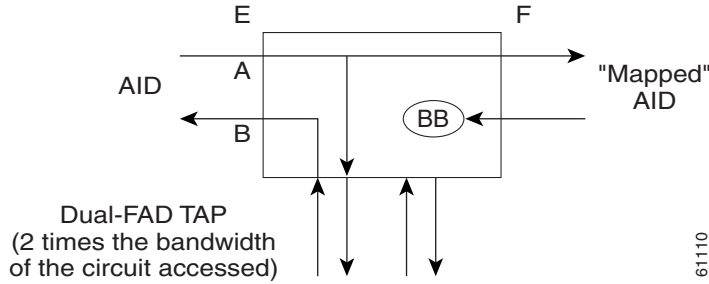 E
F
A
AID
"Mapped"
AID
BB
B
Dual-FAD TAP
(2 times the bandwidth
of the circuit accessed)
61110